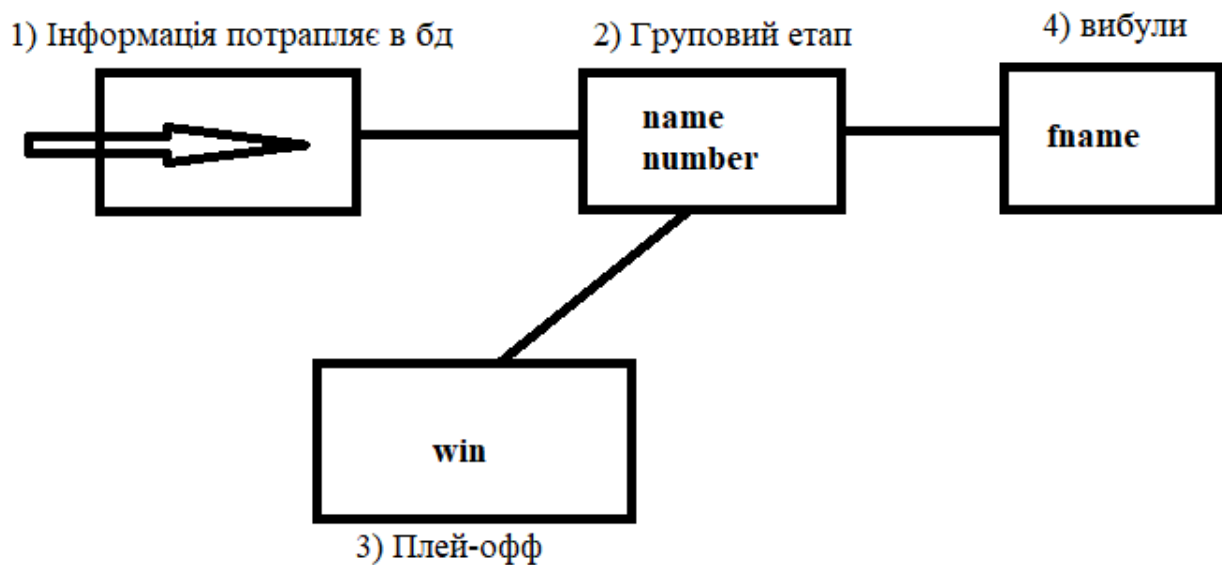 1) Інформація потрапляє в бд
2) Груповий етап
4) вибули
name
number
fname
win
3) Плей-офф